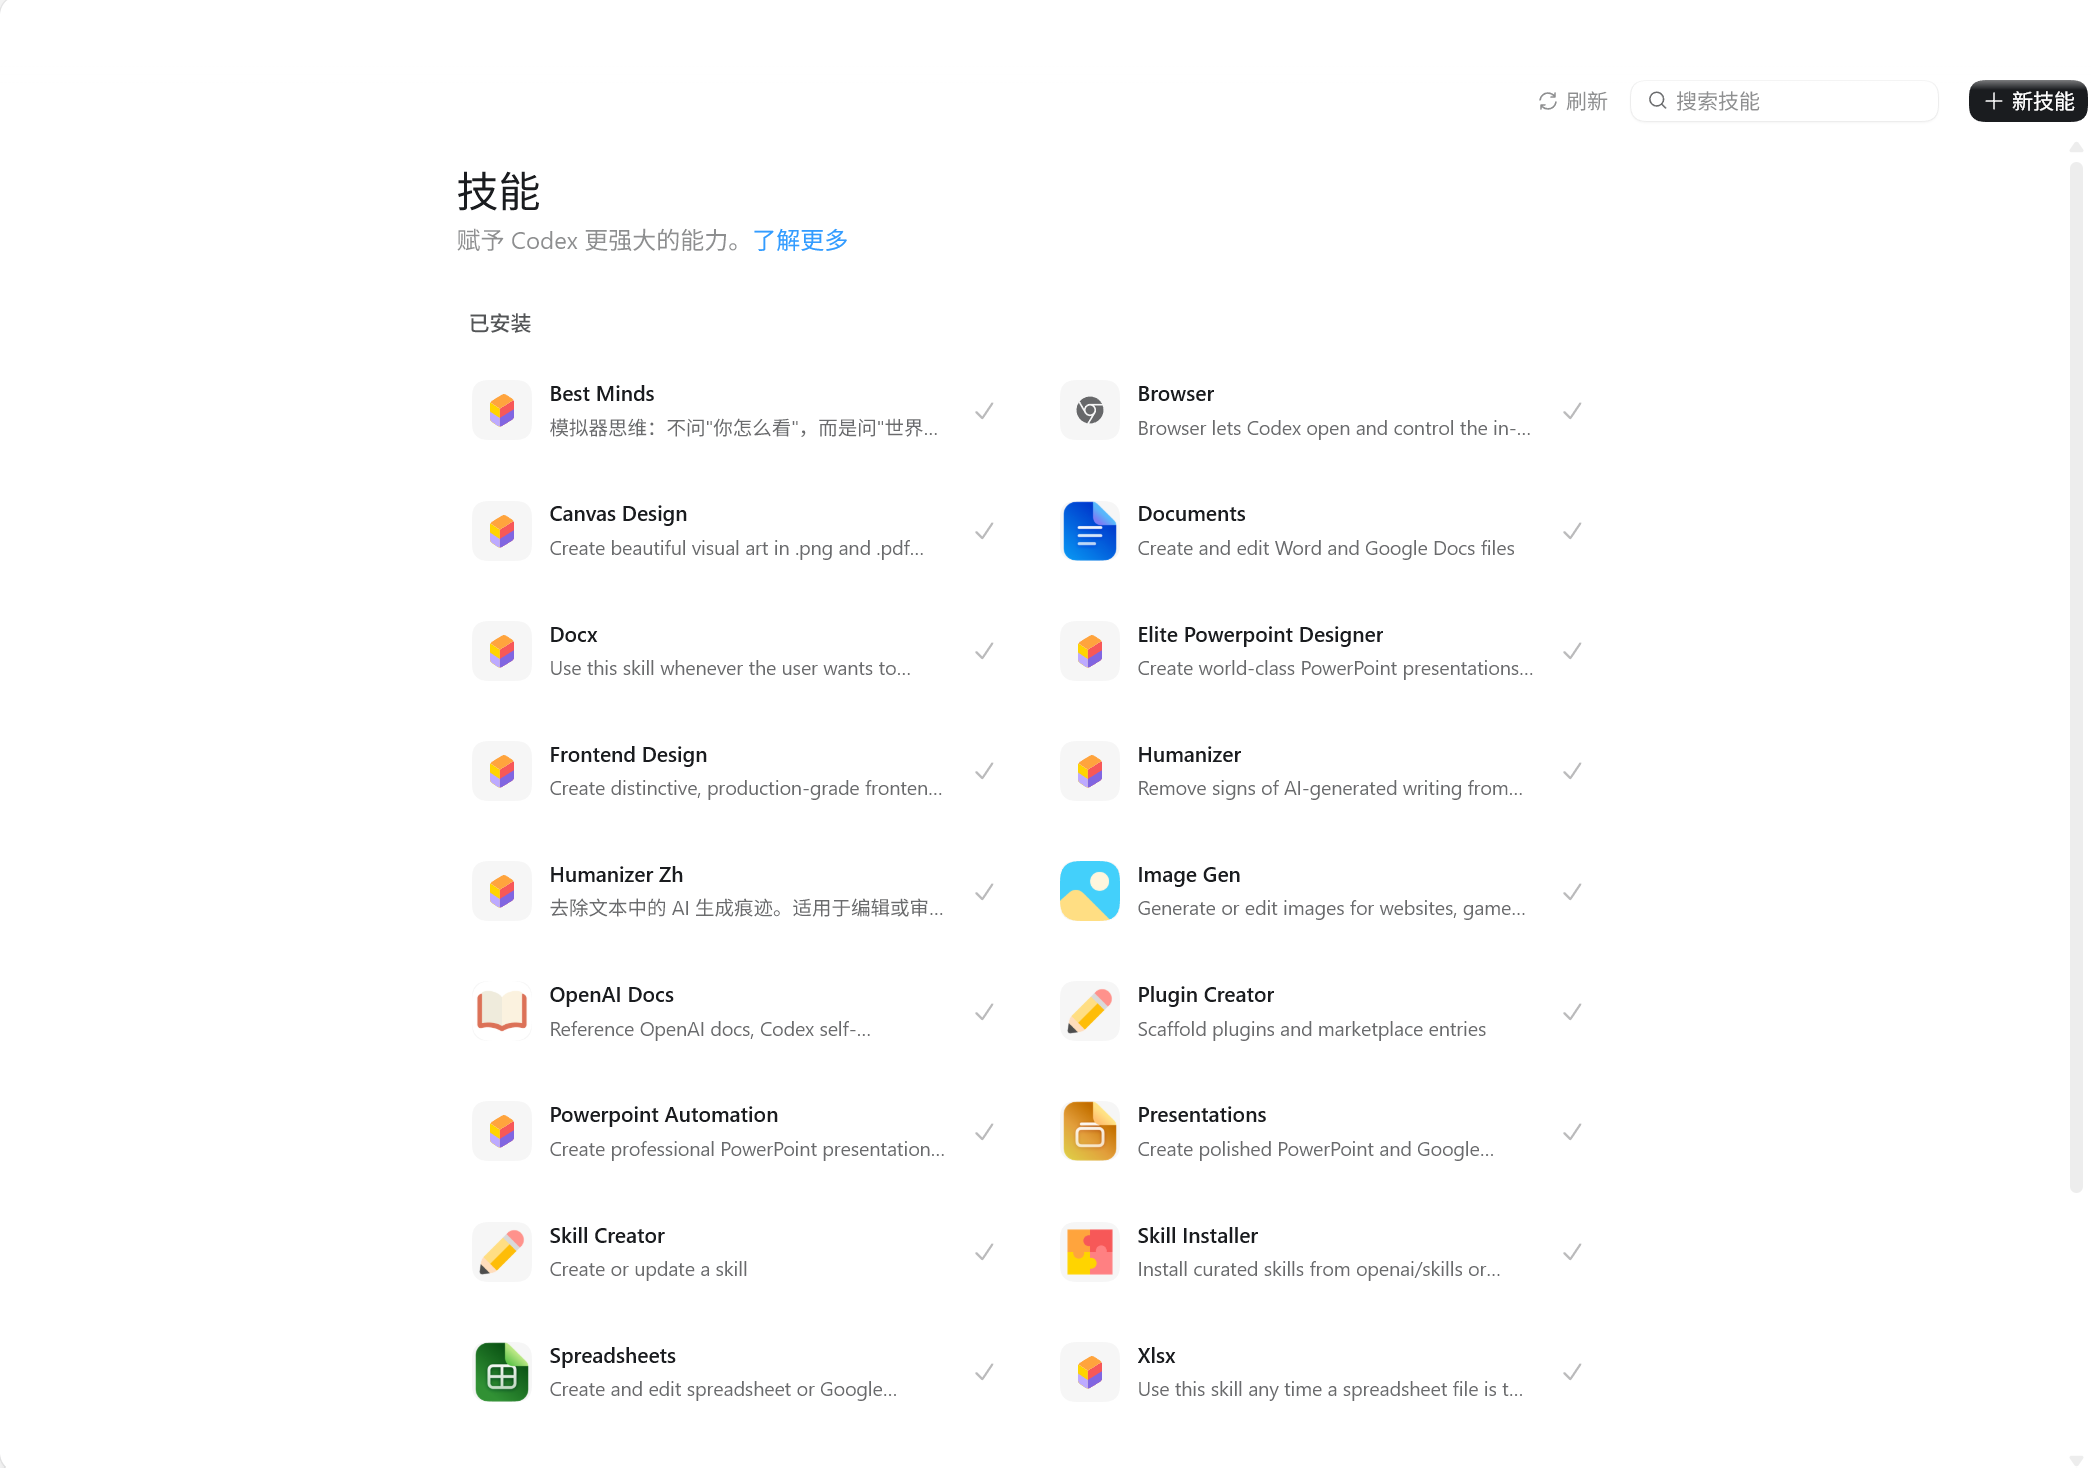 刷新
搜索技能
新技能
技能
赋予 Codex 更强大的能力。了解更多
已安装
Best Minds
模拟器思维：不问"你怎么看"，而是问"世界...
Browser
Browser lets Codex open and control the in-...
Canvas Design
Create beautiful visual art in .png and .pdf...
Documents
Create and edit Word and Google Docs files
Docx
Use this skill whenever the user wants to...
Elite Powerpoint Designer
Create world-class PowerPoint presentations...
Frontend Design
Create distinctive, production-grade fronten...
Humanizer
Remove signs of AI-generated writing from...
Humanizer Zh
去除文本中的 AI 生成痕迹。适用于编辑或审...
Image Gen
Generate or edit images for websites, game...
OpenAI Docs
Reference OpenAI docs, Codex self-...
Plugin Creator
Scaffold plugins and marketplace entries
Powerpoint Automation
Create professional PowerPoint presentation...
Presentations
Create polished PowerPoint and Google...
Skill Creator
Create or update a skill
Skill Installer
Install curated skills from openai/skills or...
Spreadsheets
Create and edit spreadsheet or Google...
Xlsx
Use this skill any time a spreadsheet file is t...